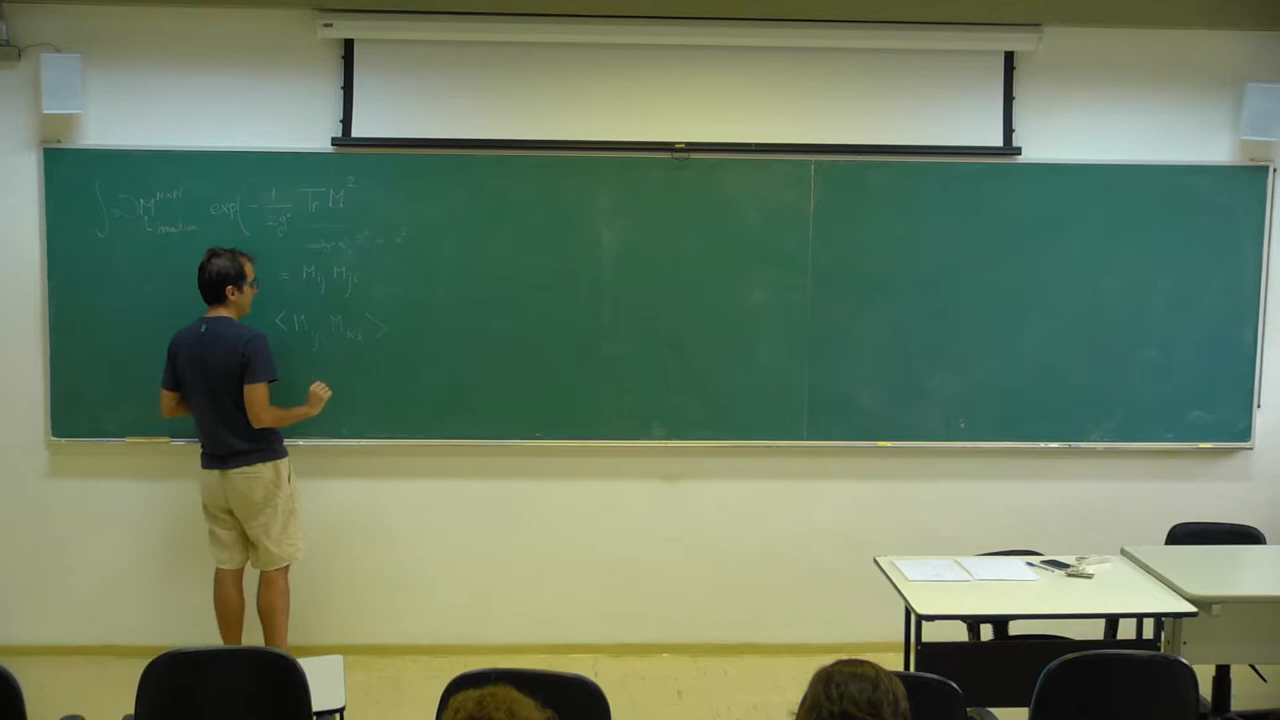 ∫ DM^{N×N} exp(- 1/2g² Tr M²
= M_{ij} M_{ji}
< M_{ij} M_{kl} >